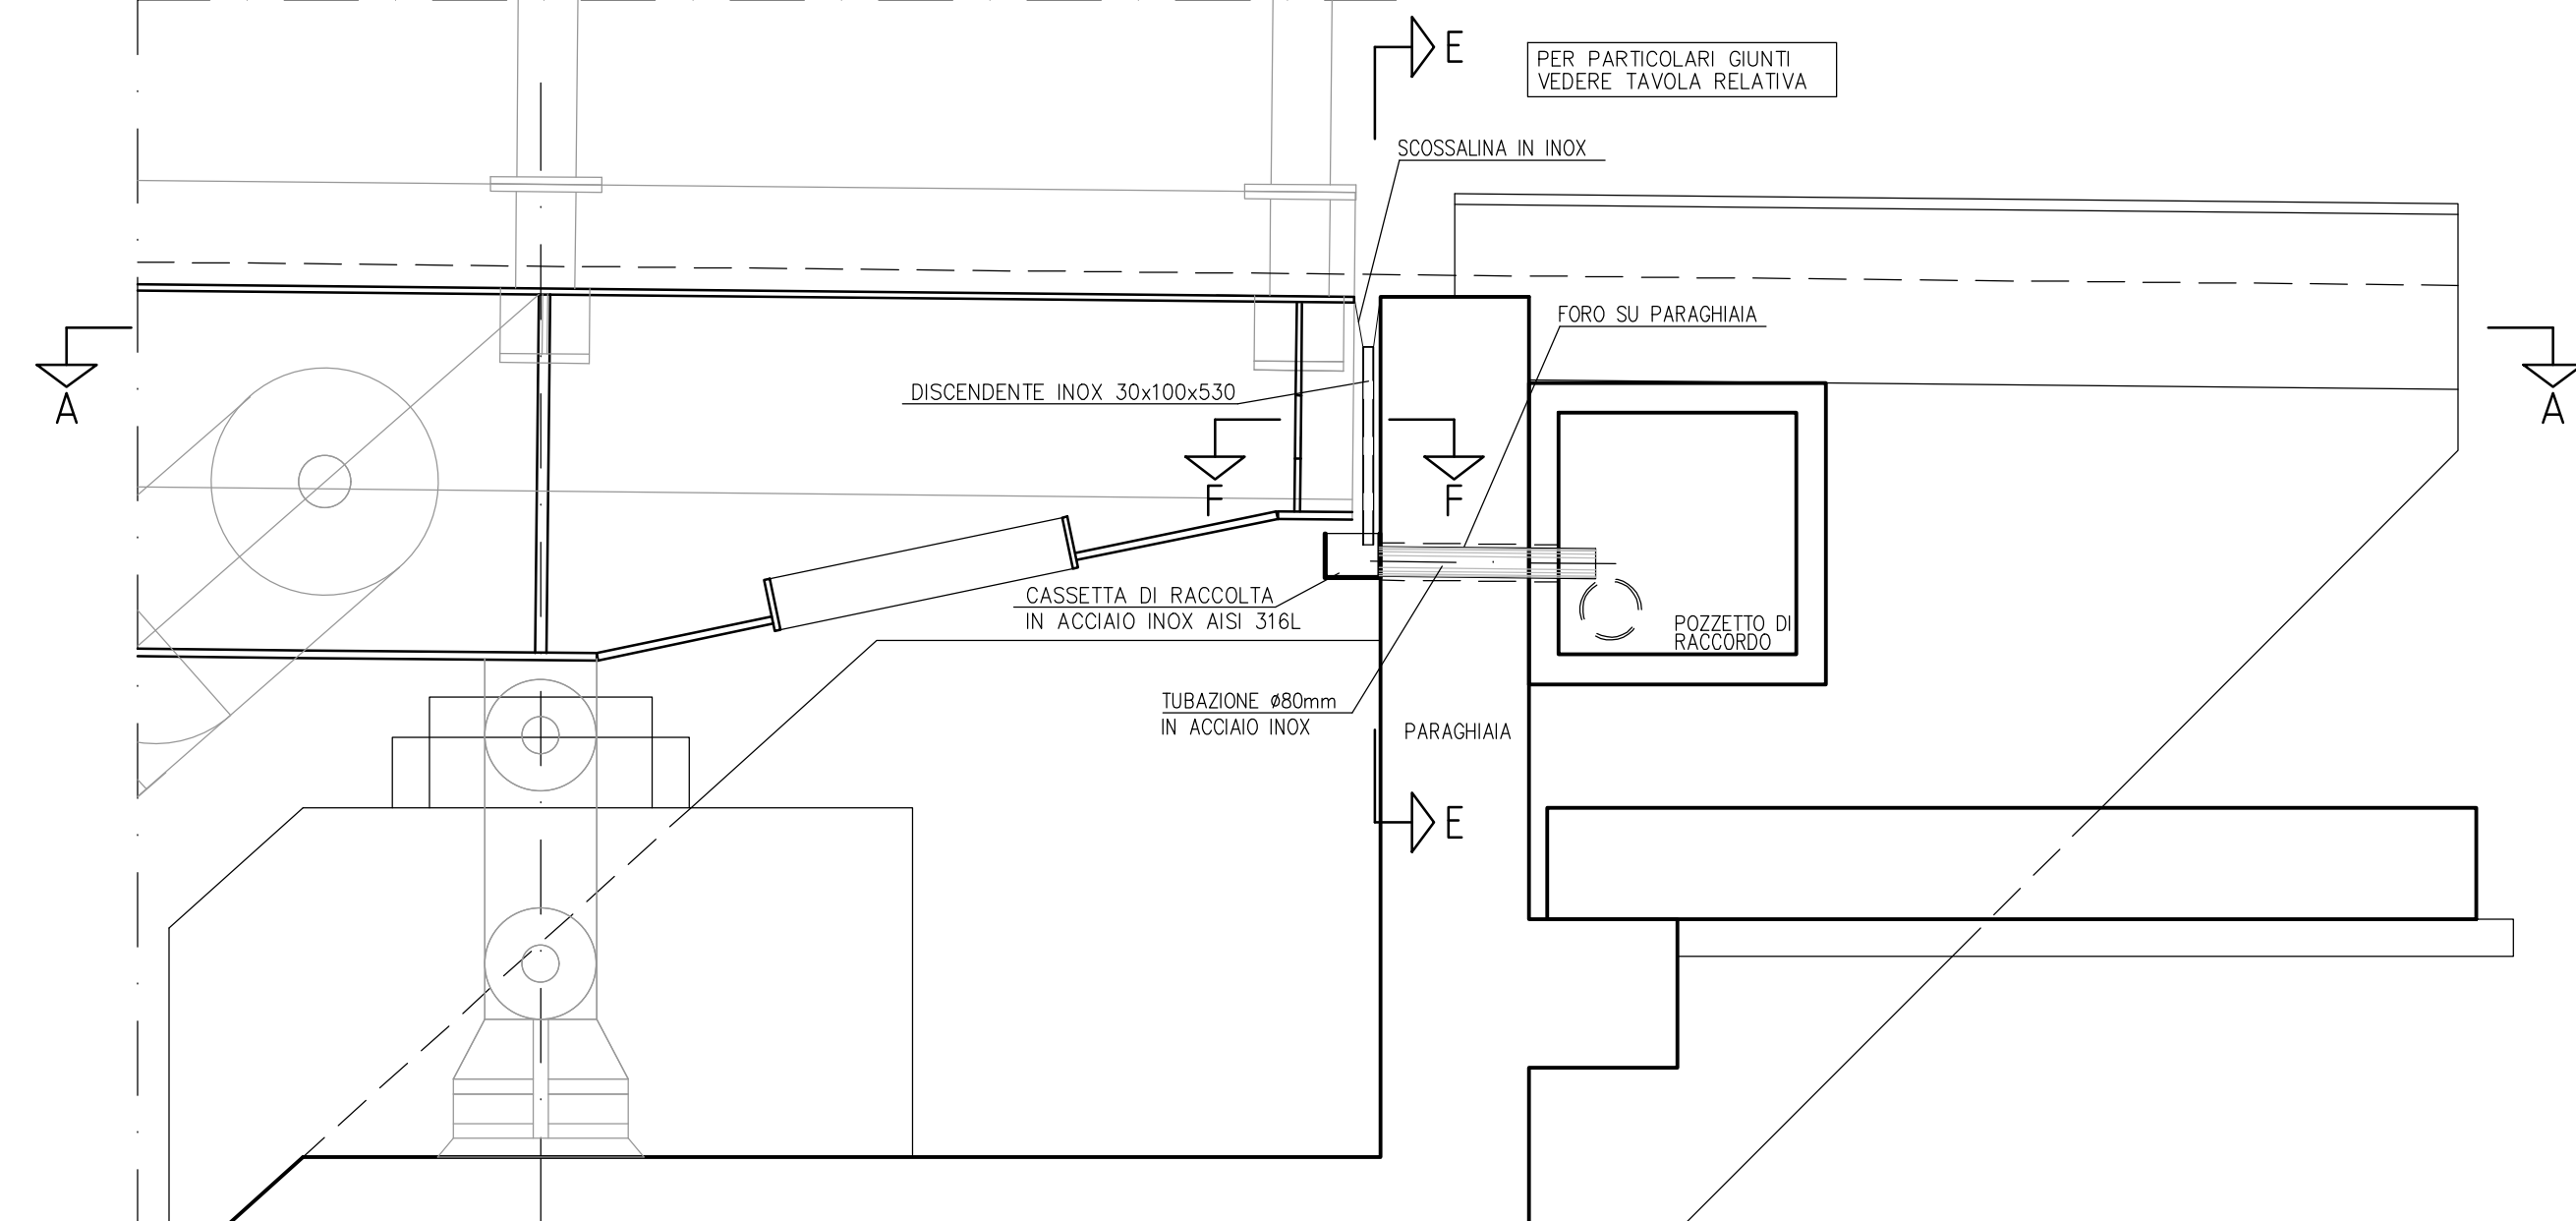 E
PER PARTICOLARI GIUNTI
VEDERE TAVOLA RELATIVA
SCOSSALINA IN INOX
FORO SU PARAGHIAIA
DISCENDENTE INOX 30x100x530
A
A
F
F
CASSETTA DI RACCOLTA
IN ACCIAIO INOX AISI 316L
POZZETTO DI
RACCORDO
TUBAZIONE ø80mm
IN ACCIAIO INOX
PARAGHIAIA
E